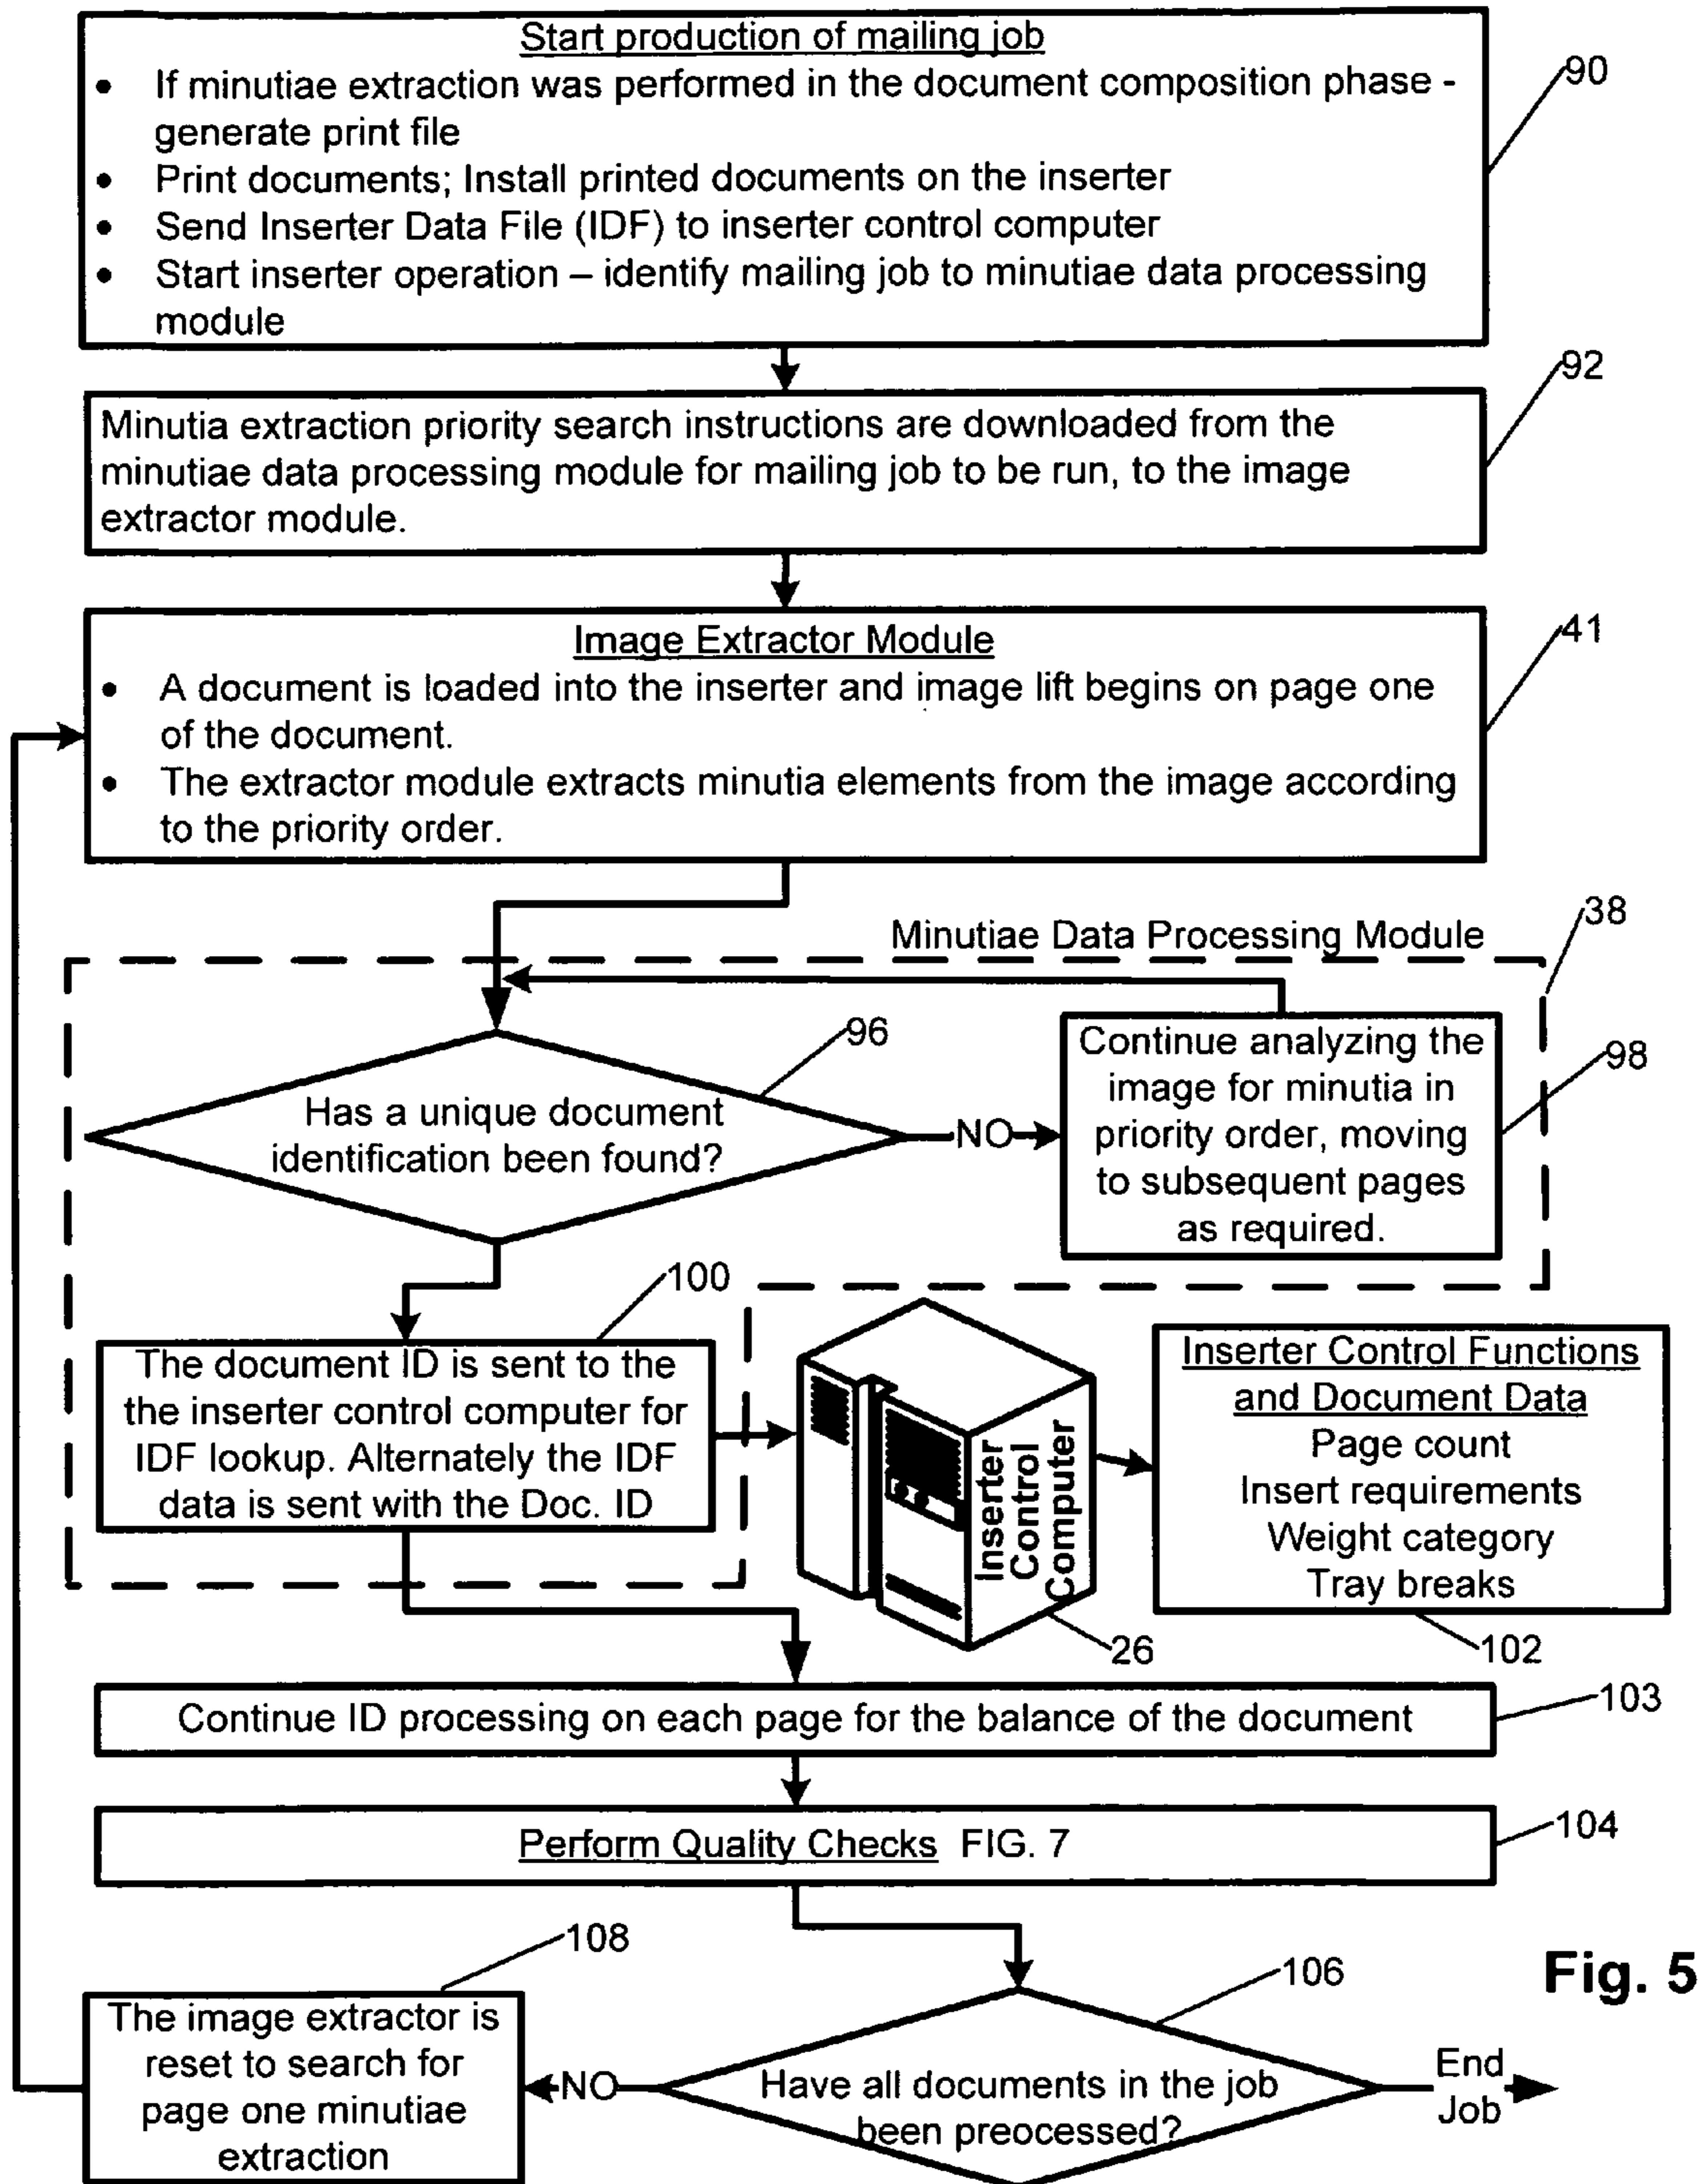 Start production of mailing job
• If minutiae extraction was performed in the document composition phase -
generate print file
• Print documents; Install printed documents on the inserter
• Send Inserter Data File (IDF) to inserter control computer
• Start inserter operation – identify mailing job to minutiae data processing
module
90
92
Minutia extraction priority search instructions are downloaded from the
minutiae data processing module for mailing job to be run, to the image
extractor module.
41
Image Extractor Module
• A document is loaded into the inserter and image lift begins on page one
of the document.
• The extractor module extracts minutia elements from the image according
to the priority order.
38
Minutiae Data Processing Module
96
Has a unique document
identification been found?
NO
98
Continue analyzing the
image for minutia in
priority order, moving
to subsequent pages
as required.
100
The document ID is sent to the
the inserter control computer for
IDF lookup. Alternately the IDF
data is sent with the Doc. ID
Inserter
Control
Computer
26
Inserter Control Functions
and Document Data
Page count
Insert requirements
Weight category
Tray breaks
102
103
Continue ID processing on each page for the balance of the document
104
Perform Quality Checks FIG. 7
108
106
Fig. 5
The image extractor is
reset to search for
page one minutiae
extraction
NO
Have all documents in the job
been preocessed?
End
Job